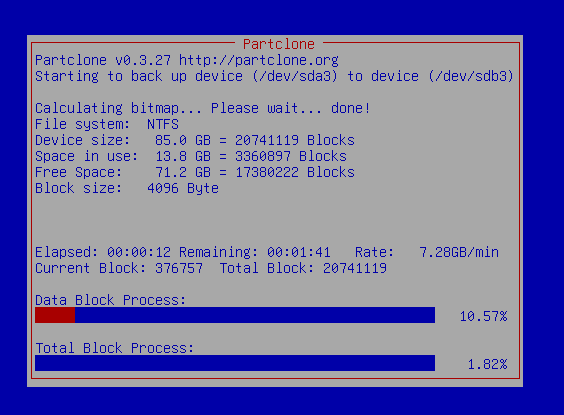 Partclone
Partclone v0.3.27 http://partclone.org
Starting to back up device (/dev/sda3) to device (/dev/sdb3)
Calculating bitmap... Please wait... done!
File system:  NTFS
Device size:   85.0 GB = 20741119 Blocks
Space in use:  13.8 GB = 3360897 Blocks
Free Space:    71.2 GB = 17380222 Blocks
Block size:   4096 Byte
Elapsed: 00:00:12 Remaining: 00:01:41   Rate:   7.28GB/min
Current Block: 376757  Total Block: 20741119
Data Block Process:
10.57%
Total Block Process:
1.82%